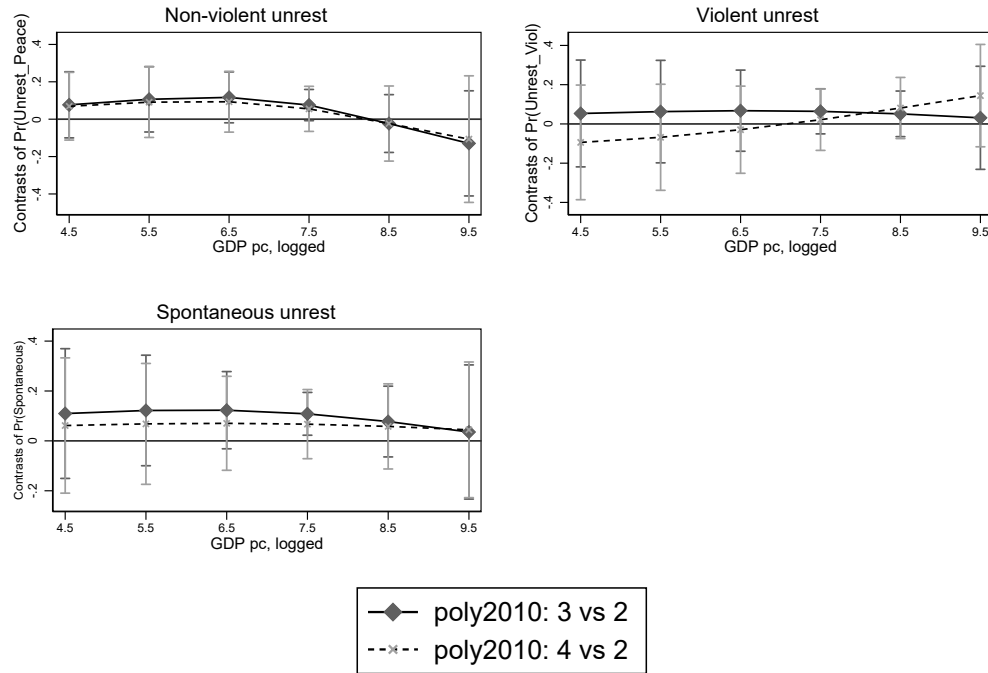 Non-violent unrest
Contrasts of Pr(Unrest_Peace)
.4
.2
0
-.2
-.4
4.5 5.5 6.5 7.5 8.5 9.5
GDP pc, logged
Violent unrest
Contrasts of Pr(Unrest_Viol)
.4
.2
0
-.2
-.4
4.5 5.5 6.5 7.5 8.5 9.5
GDP pc, logged
Spontaneous unrest
Contrasts of Pr(Spontaneous)
.4
.2
0
-.2
4.5 5.5 6.5 7.5 8.5 9.5
GDP pc, logged
poly2010: 3 vs 2
poly2010: 4 vs 2